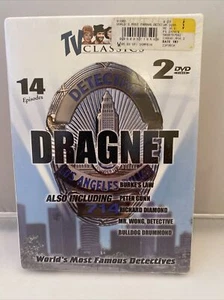 TV
CLASSICS
14
Episodes
2 DVD
DETECTIVE
DRAGNET
LOS ANGELES
BURKE'S LAW
ALSO INCLUDING
PETER GUNN
714
RICHARD DIAMOND
MR. WONG, DETECTIVE
BULLDOG DRUMMOND
World's Most Famous Detectives